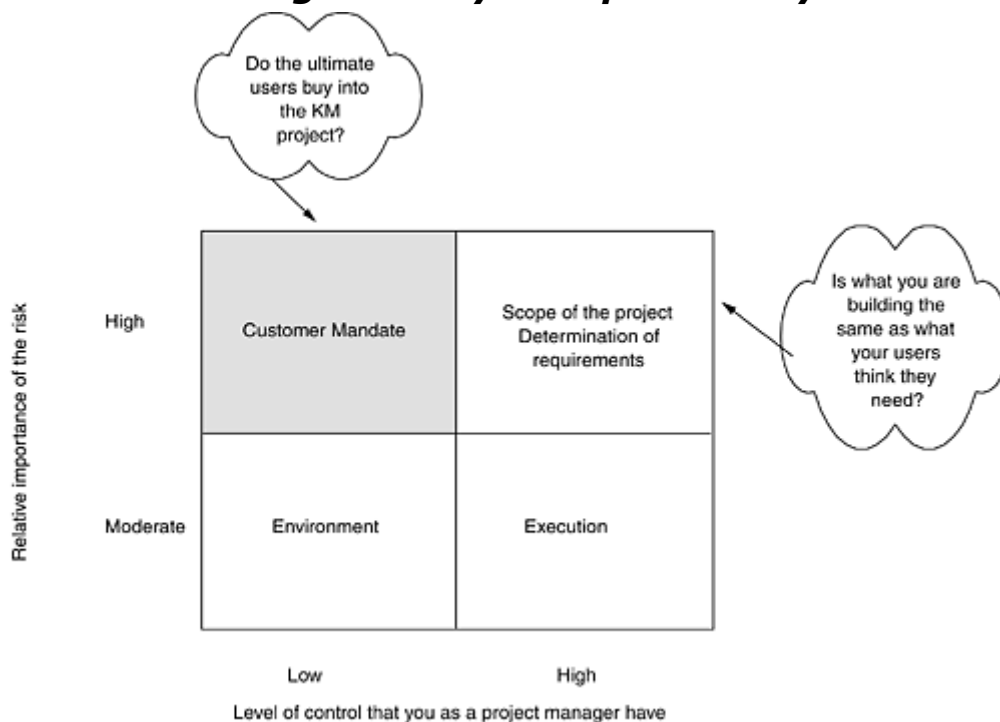 Do the ultimate
users buy into
the KM
project?
Is what you are
building the
same as what
your users
think they
need?
Relative importance of the risk
High
Customer Mandate
Scope of the project
Determination of
requirements
Moderate
Environment
Execution
Low
High
Level of control that you as a project manager have